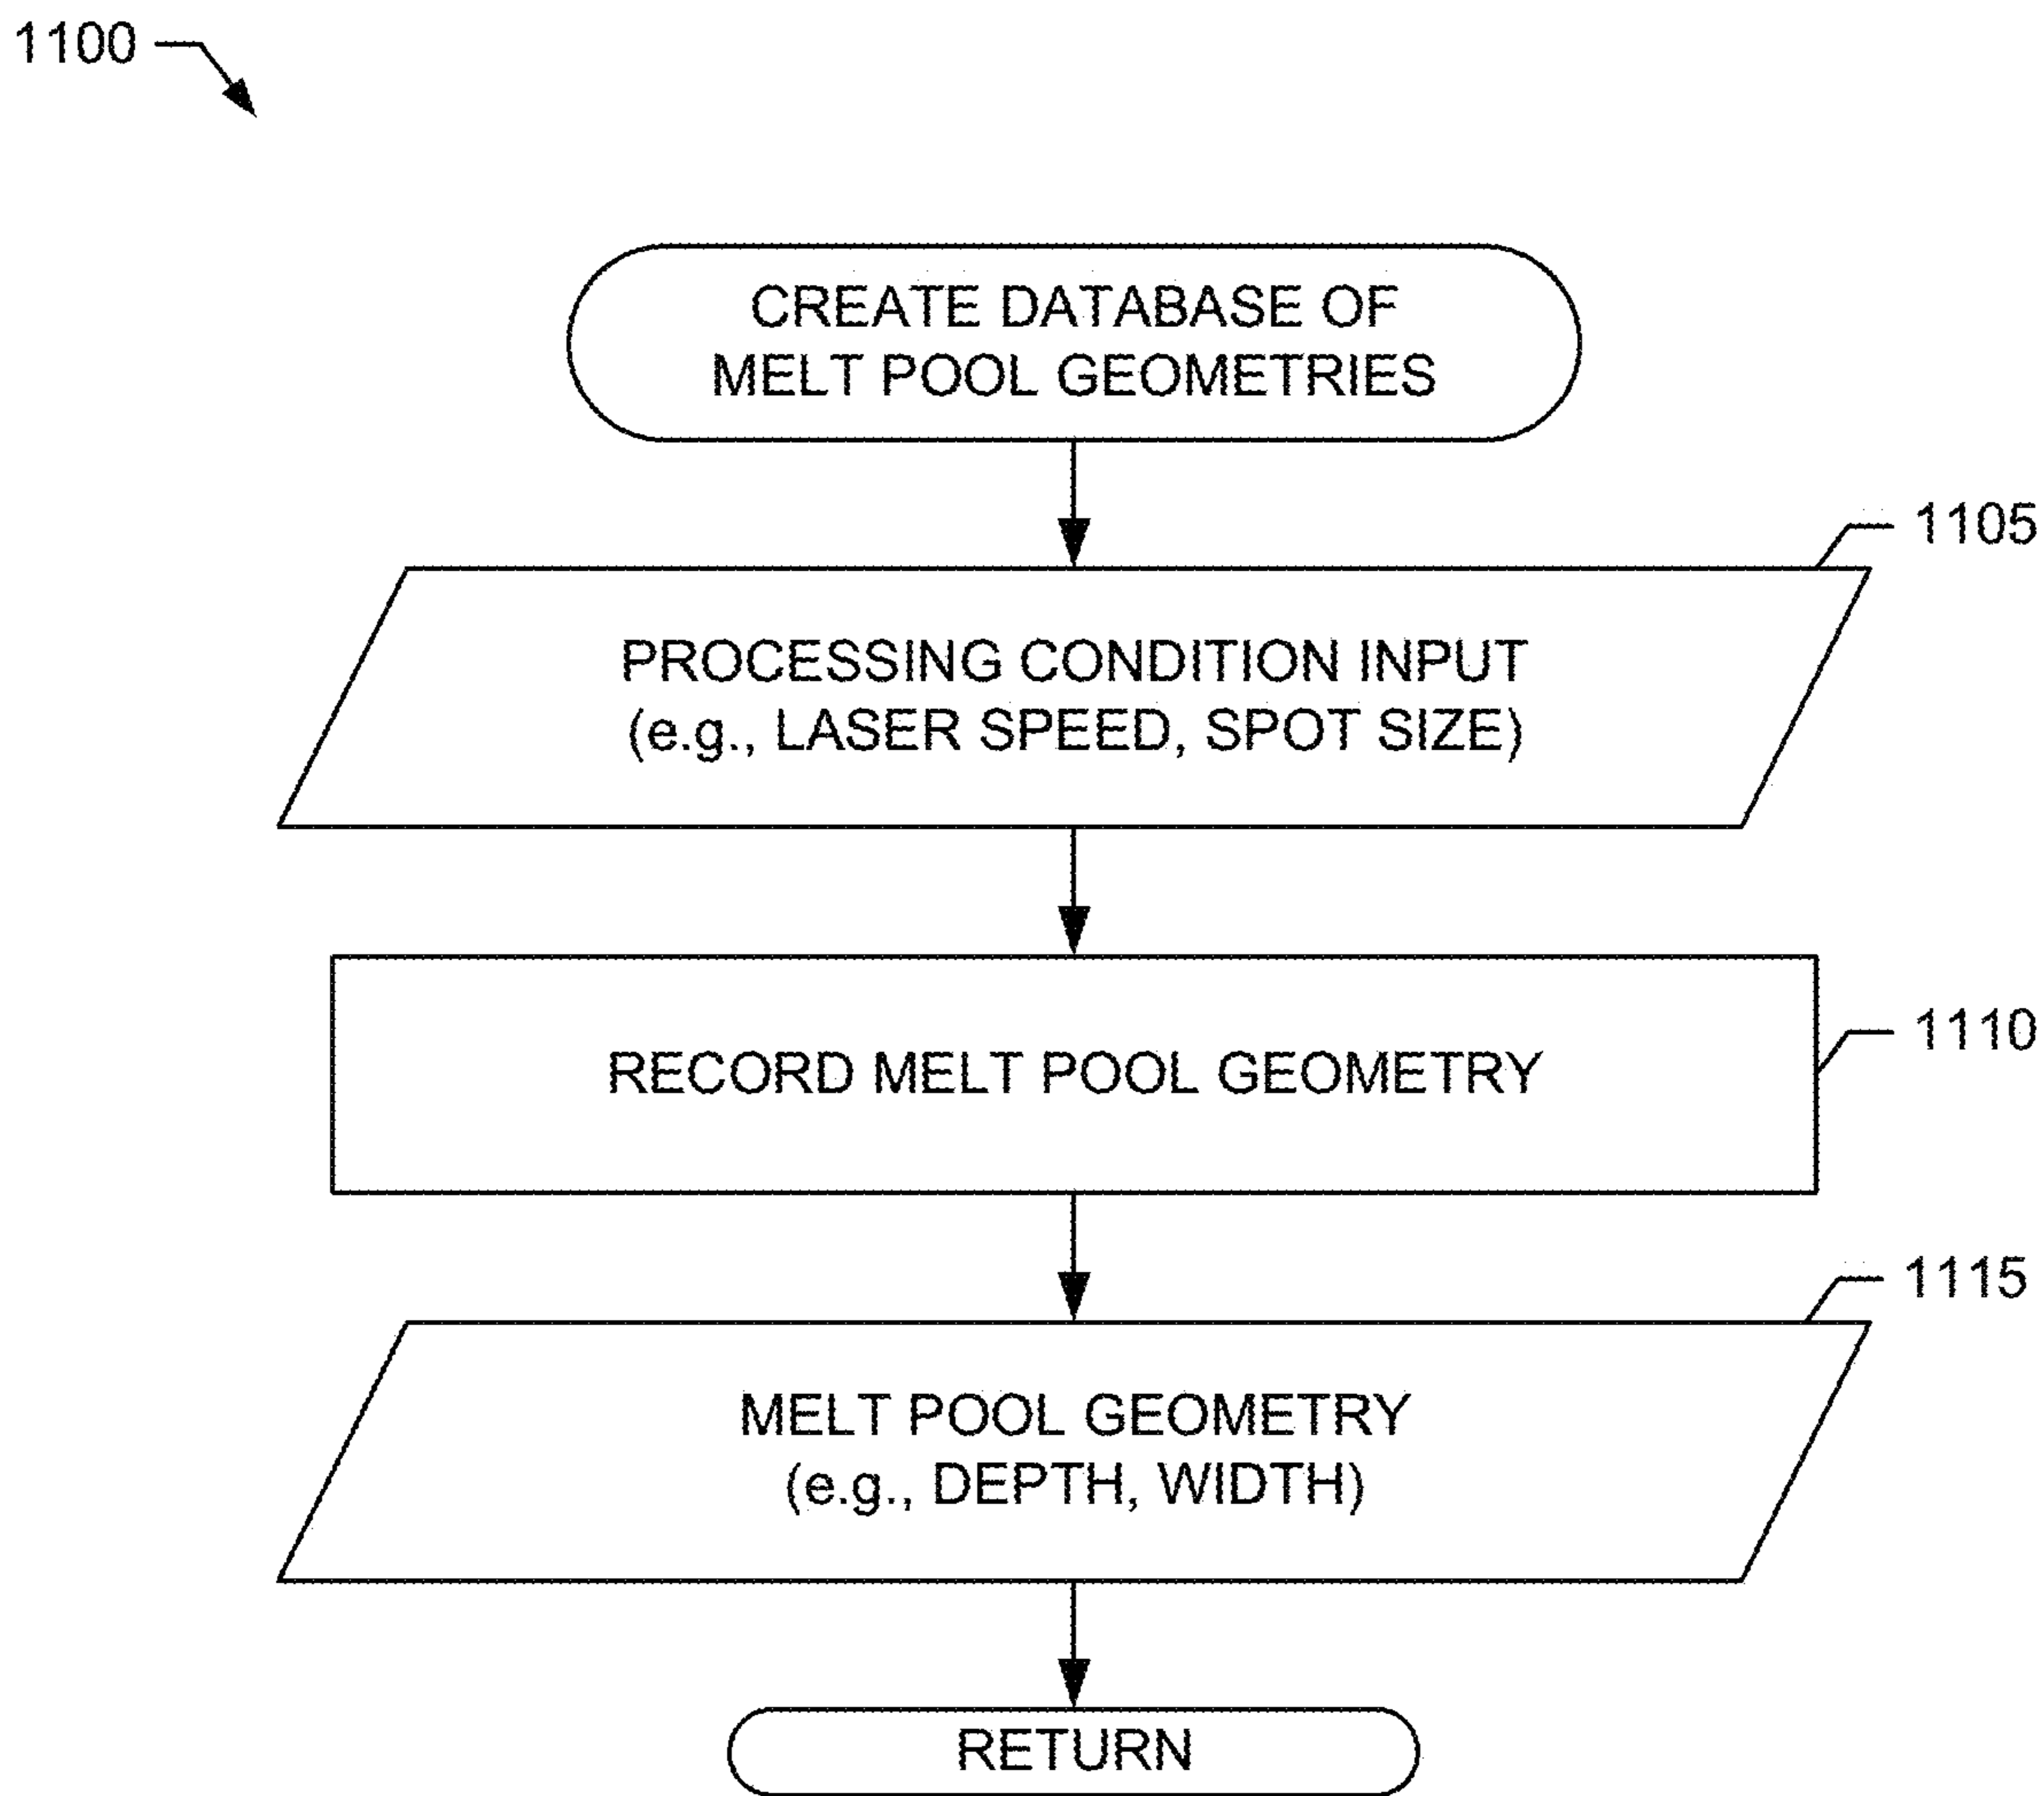 1100
CREATE DATABASE OF
MELT POOL GEOMETRIES
1105
PROCESSING CONDITION INPUT
(e.g., LASER SPEED, SPOT SIZE)
1110
RECORD MELT POOL GEOMETRY
1115
MELT POOL GEOMETRY
(e.g., DEPTH, WIDTH)
RETURN